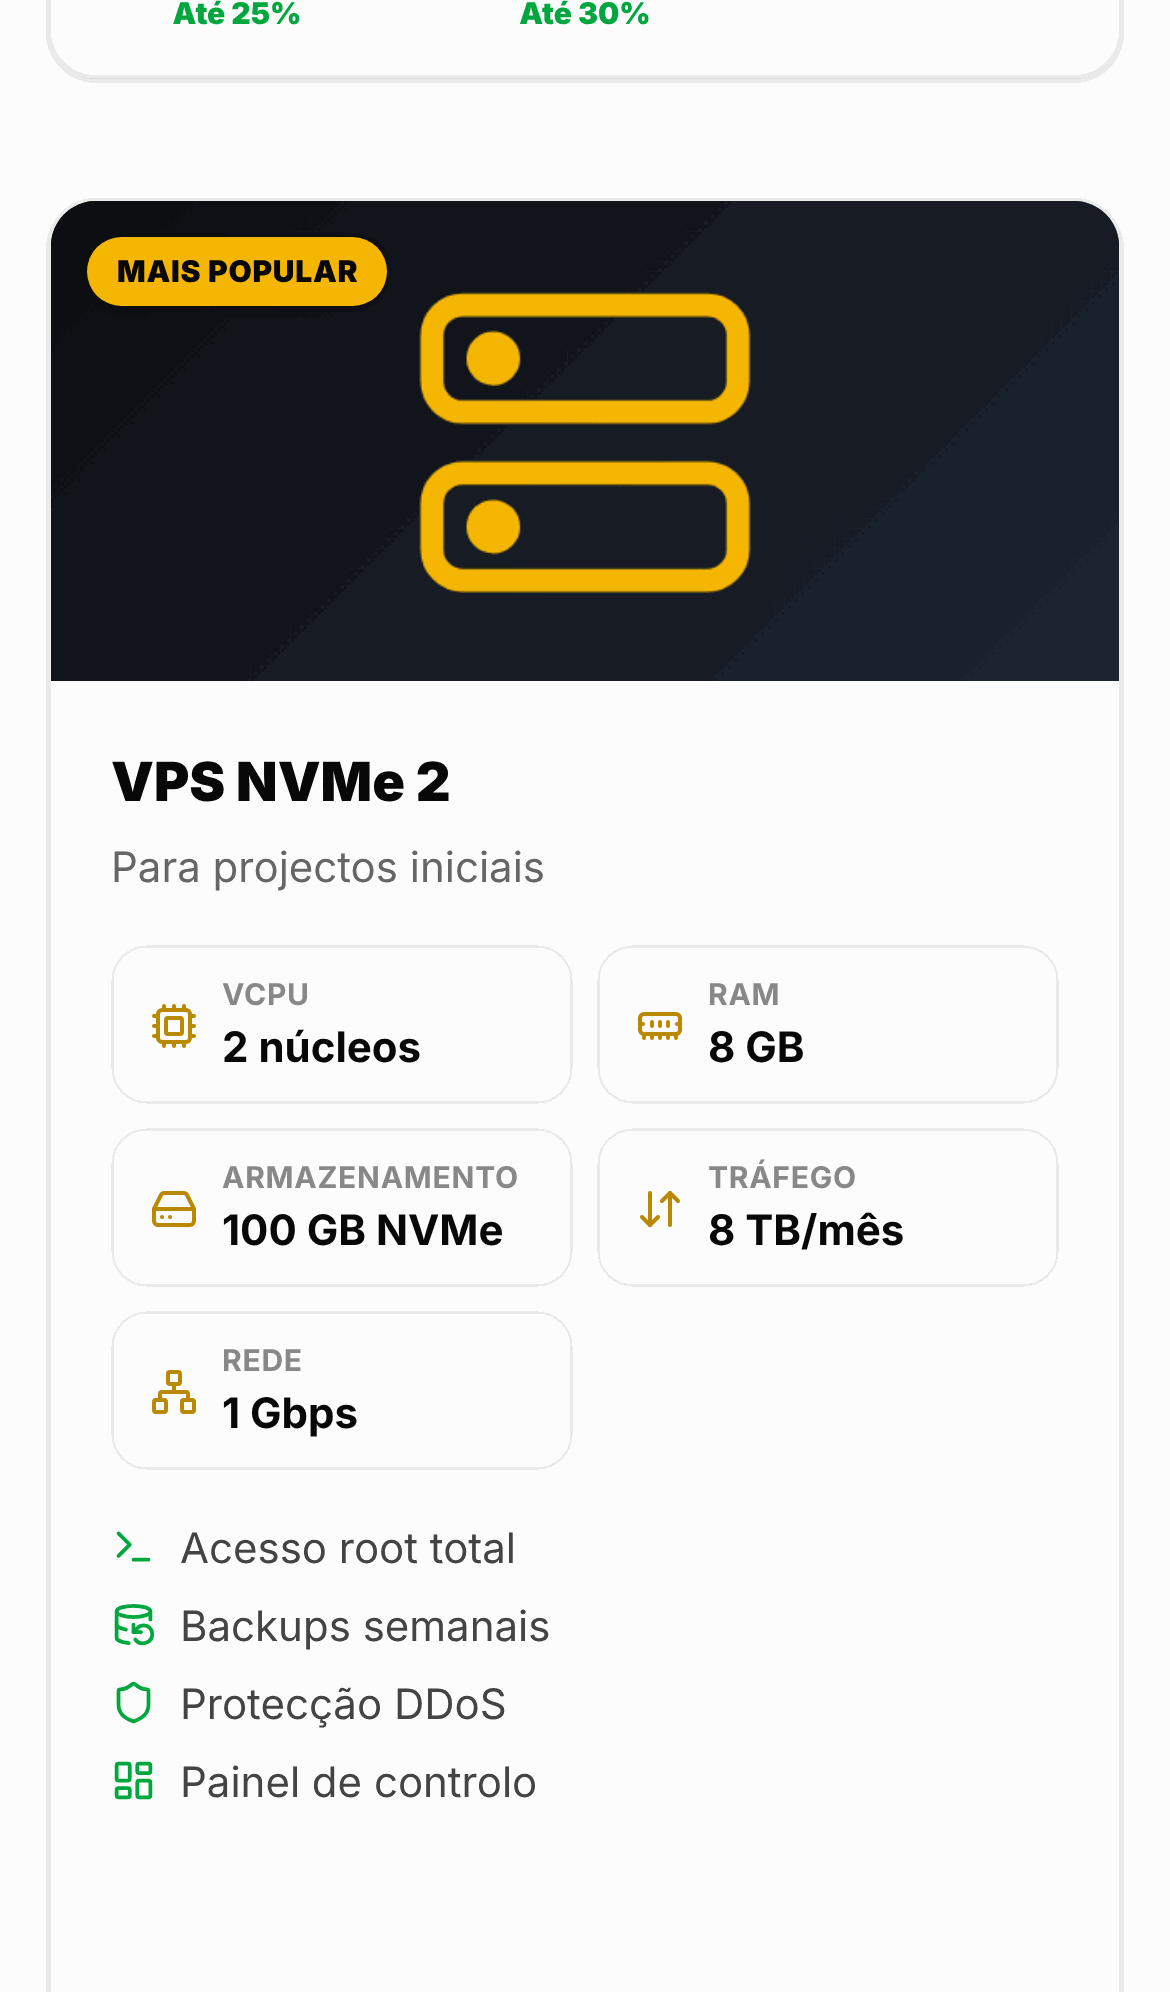 Até 25%
Até 30%
MAIS POPULAR
VPS NVMe 2
Para projectos iniciais
VCPU
2 núcleos
RAM
8 GB
ARMAZENAMENTO
100 GB NVMe
TRÁFEGO
8 TB/mês
REDE
1 Gbps
Acesso root total
Backups semanais
Protecção DDoS
Painel de controlo